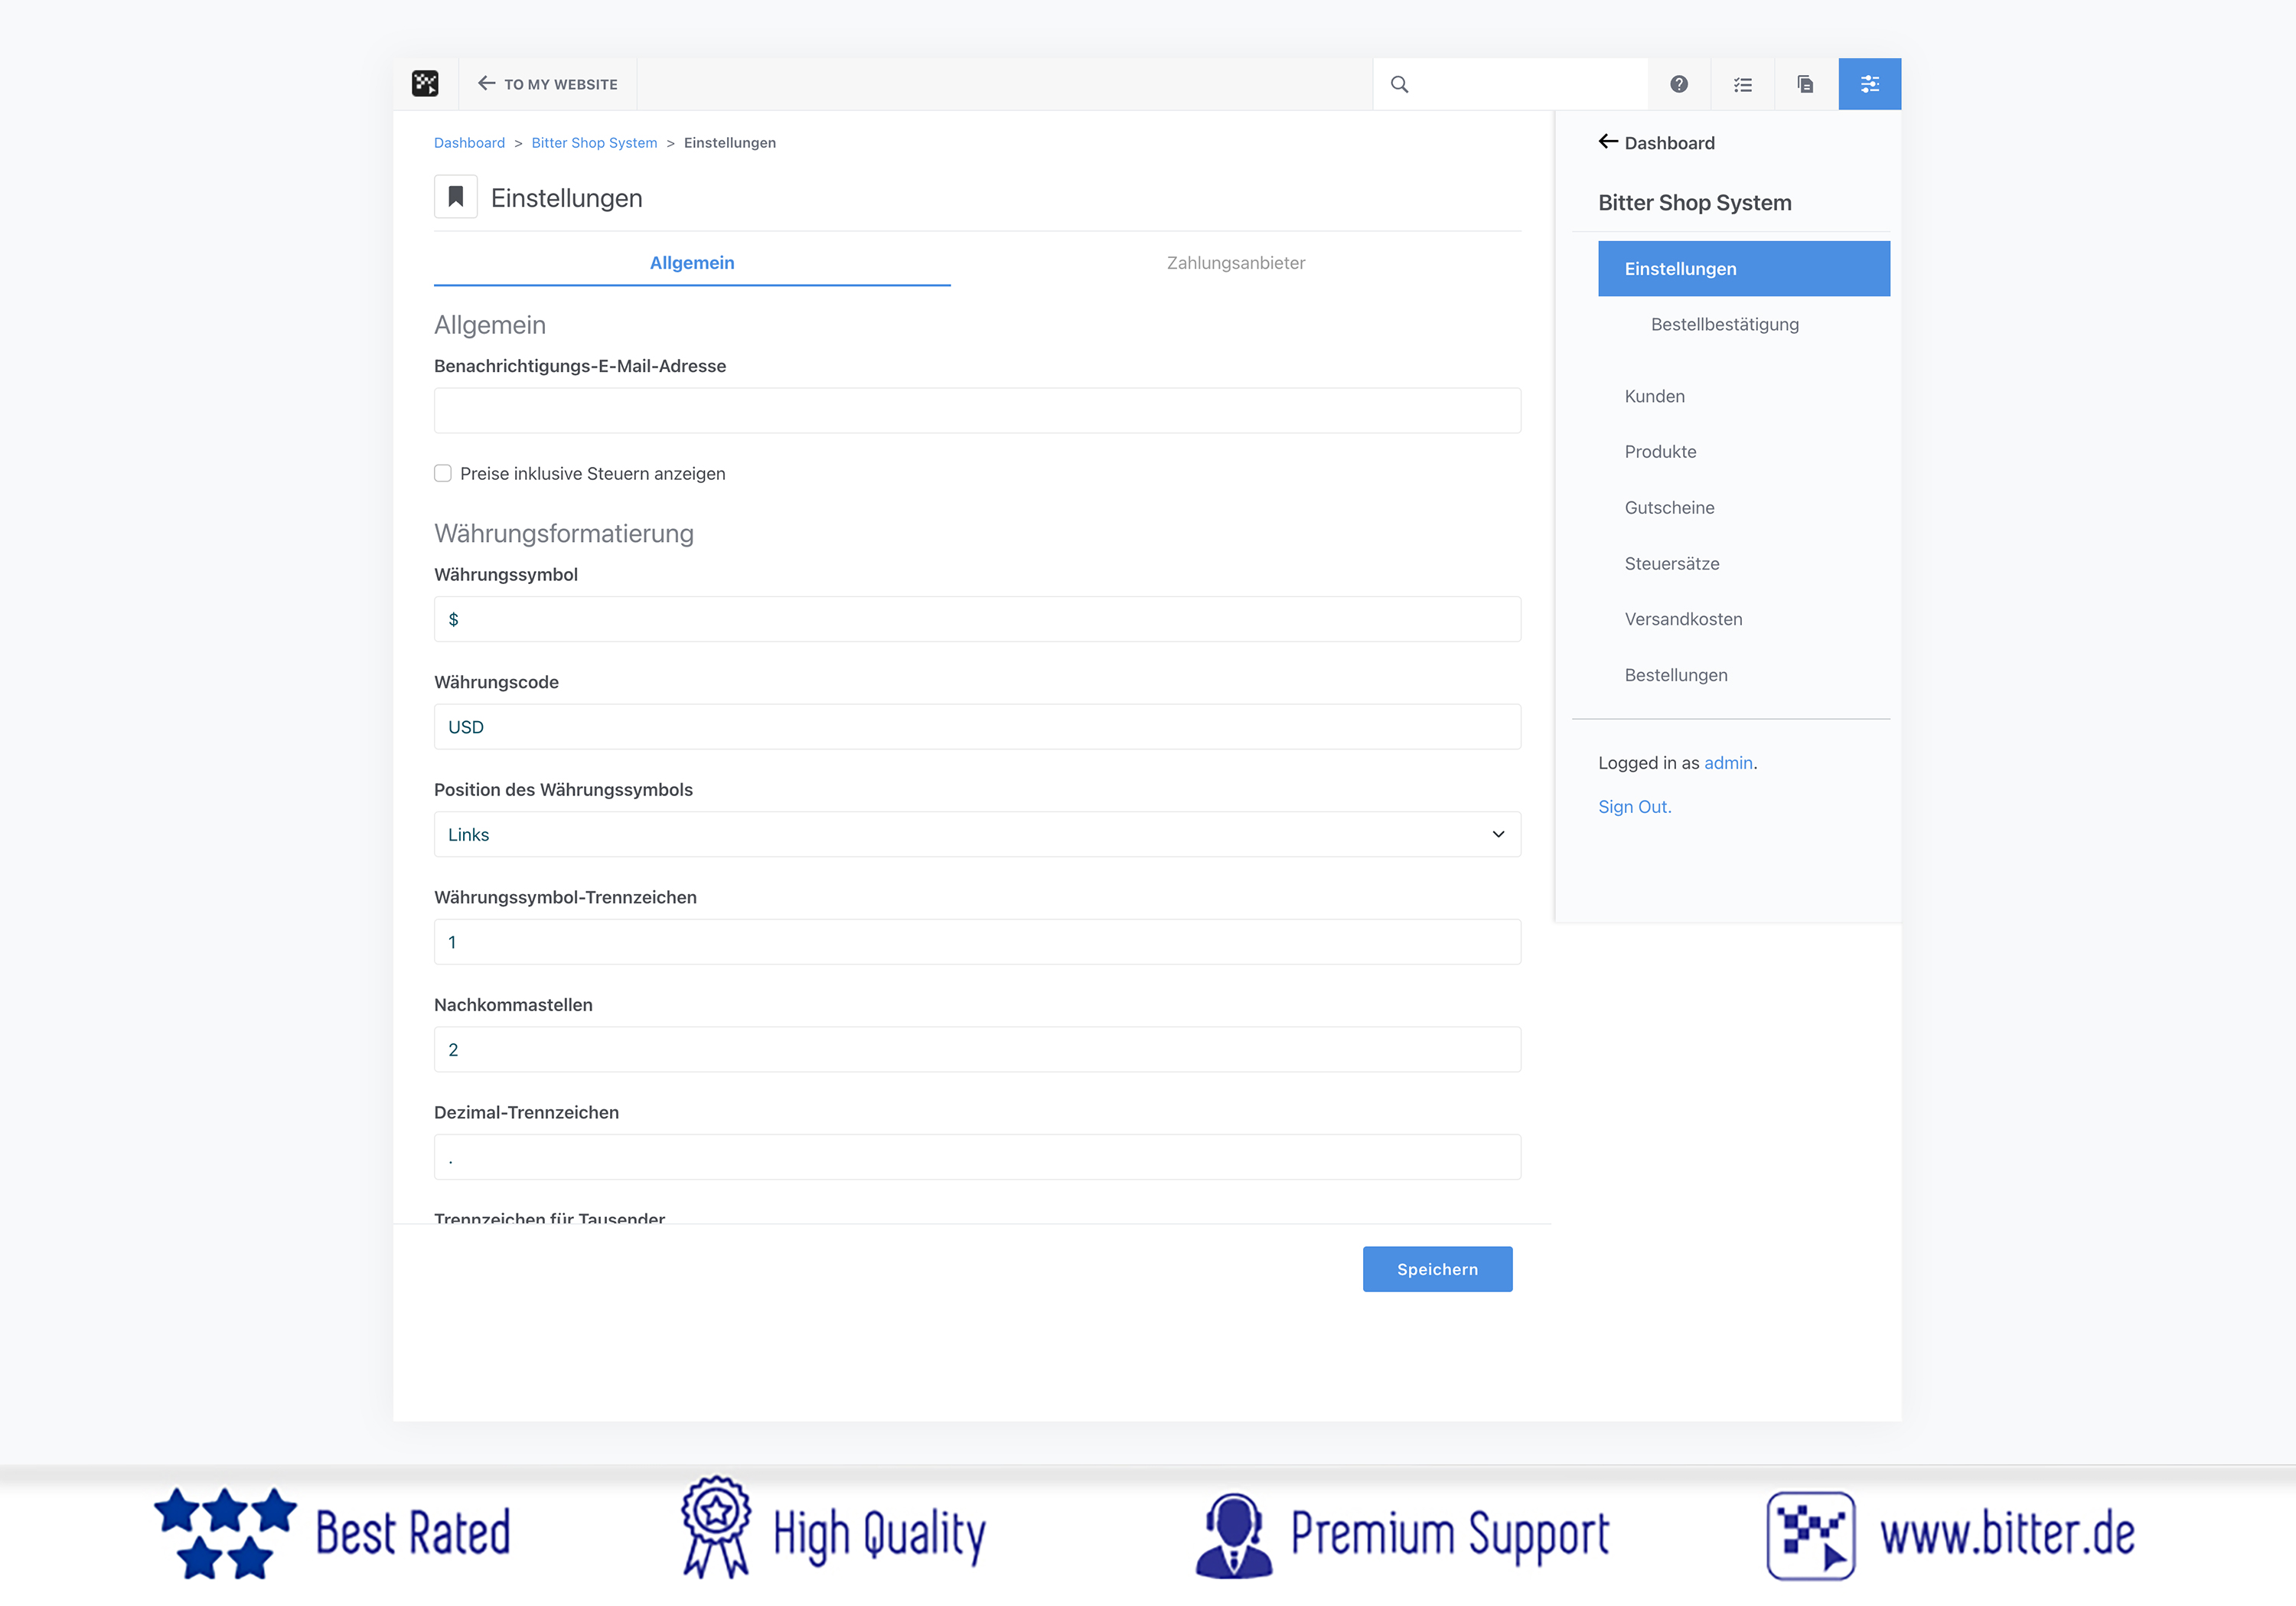 TO MY WEBSITE
Dashboard > Bitter Shop System > Einstellungen
Einstellungen
Allgemein
Zahlungsanbieter
Allgemein
Benachrichtigungs-E-Mail-Adresse
Preise inklusive Steuern anzeigen
Währungsformatierung
Währungssymbol
$
Währungscode
USD
Position des Währungssymbols
Links
Währungssymbol-Trennzeichen
1
Nachkommastellen
2
Dezimal-Trennzeichen
.
Trennzeichen für Tausender
Speichern
Dashboard
Bitter Shop System
Einstellungen
Bestellbestätigung
Kunden
Produkte
Gutscheine
Steuersätze
Versandkosten
Bestellungen
Logged in as admin.
Sign Out.
Best Rated
High Quality
Premium Support
www.bitter.de